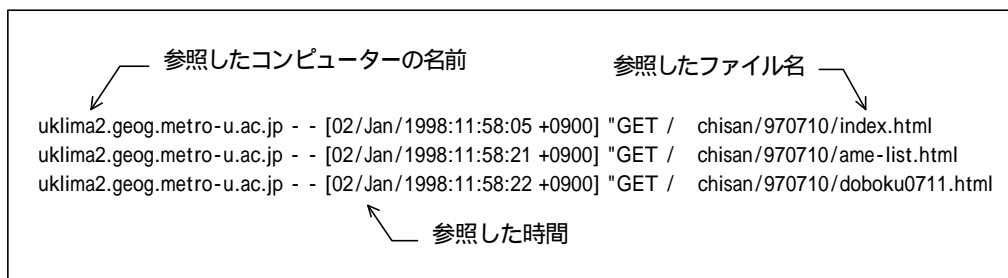 参照したコンピューターの名前
参照したファイル名
uklima2.geog.metro-u.ac.jp - - [02/Jan/1998:11:58:05 +0900] "GET / chisan/970710/index.html
uklima2.geog.metro-u.ac.jp - - [02/Jan/1998:11:58:21 +0900] "GET / chisan/970710/ame-list.html
uklima2.geog.metro-u.ac.jp - - [02/Jan/1998:11:58:22 +0900] "GET / chisan/970710/doboku0711.html
参照した時間